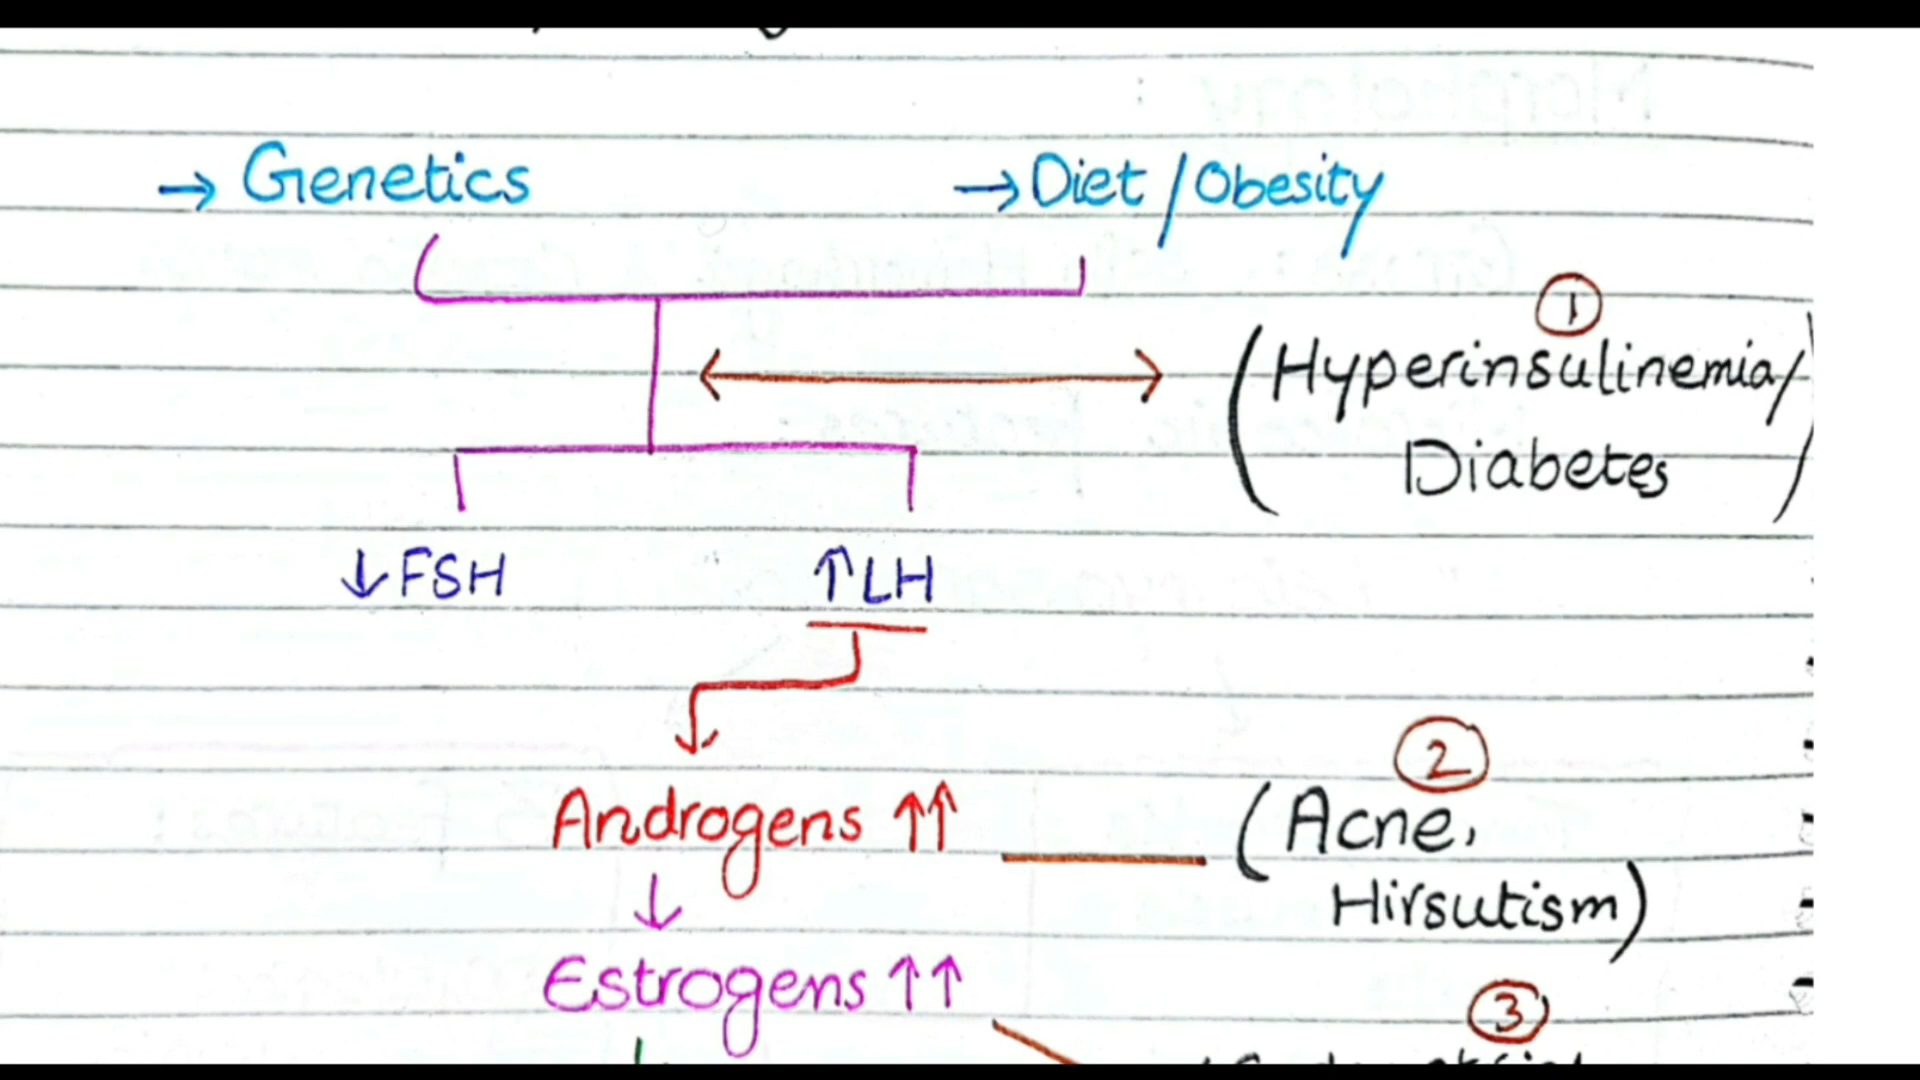 → Genetics → Diet / Obesity
①
(Hyperinsulinemia/
Diabetes)
↓ FSH ↑ LH
②
Androgens ↑↑ (Acne,
Hirsutism)
↓
Estrogens ↑↑
③